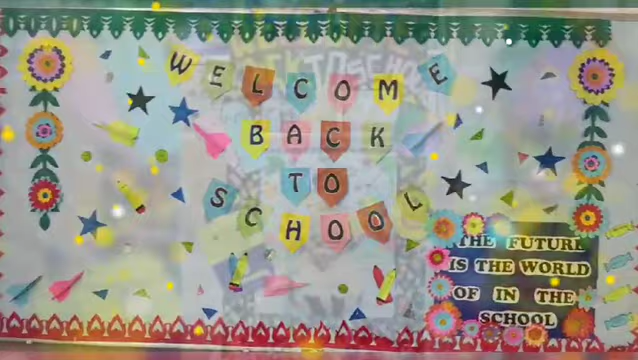 WELCOME
BACK
TO
SCHOOL
THE FUTURE
IS THE WORLD
OF IN THE
SCHOOL